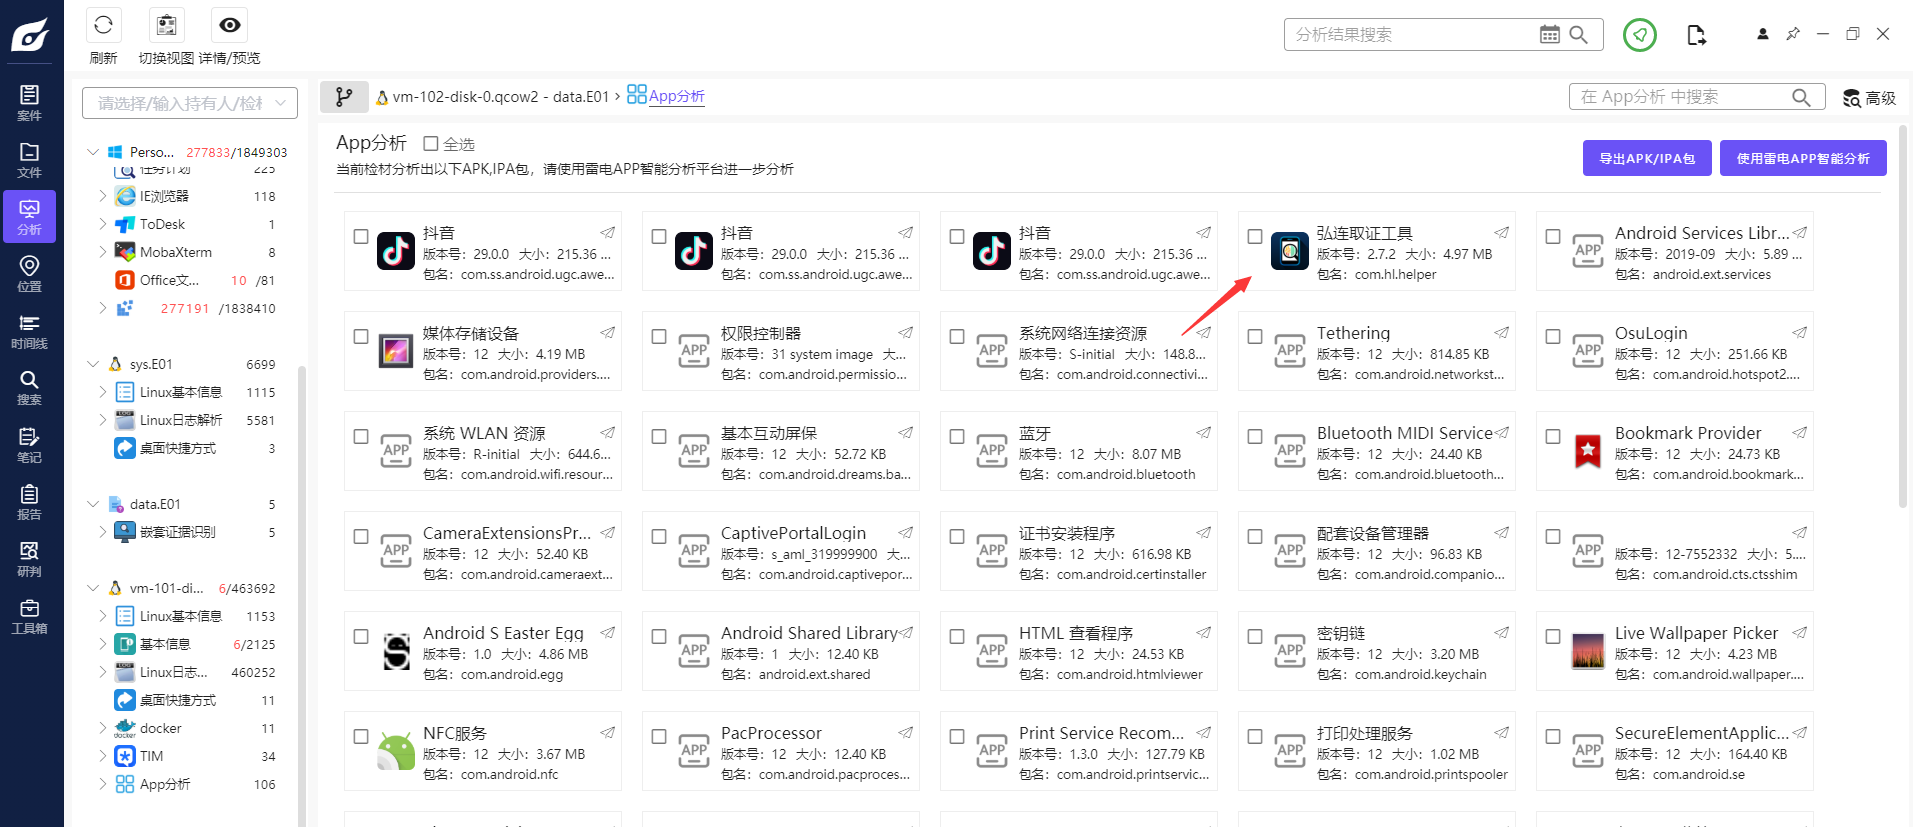 刷新
切换视图
详情/预览
分析结果搜索
案件
文件
分析
位置
时间线
搜索
笔记
报告
研判
工具箱
请选择/输入持有人/检材
Perso... 277833/1849303
任务计划 225
IE浏览器 118
ToDesk 1
MobaXterm 8
Office文... 10 /81
277191 /1838410
sys.E01 6699
Linux基本信息 1115
Linux日志解析 5581
桌面快捷方式 3
data.E01 5
嵌套证据识别 5
vm-101-di... 6/463692
Linux基本信息 1153
基本信息 6/2125
Linux日志... 460252
桌面快捷方式 11
docker 11
TIM 34
App分析 106
vm-102-disk-0.qcow2 - data.E01 › App分析
在 App分析 中搜索
高级
App分析 全选
当前检材分析出以下APK,IPA包，请使用雷电APP智能分析平台进一步分析
导出APK/IPA包
使用雷电APP智能分析
抖音
版本号：29.0.0 大小：215.36 ...
包名：com.ss.android.ugc.awe...
抖音
版本号：29.0.0 大小：215.36 ...
包名：com.ss.android.ugc.awe...
抖音
版本号：29.0.0 大小：215.36 ...
包名：com.ss.android.ugc.awe...
弘连取证工具
版本号：2.7.2 大小：4.97 MB
包名：com.hl.helper
Android Services Libr...
版本号：2019-09 大小：5.89 ...
包名：android.ext.services
媒体存储设备
版本号：12 大小：4.19 MB
包名：com.android.providers....
APP
权限控制器
版本号：31 system image 大...
包名：com.android.permissio...
APP
系统网络连接资源
版本号：S-initial 大小：148.8...
包名：com.android.connectivi...
APP
Tethering
版本号：12 大小：814.85 KB
包名：com.android.networkst...
APP
OsuLogin
版本号：12 大小：251.66 KB
包名：com.android.hotspot2....
APP
系统 WLAN 资源
版本号：R-initial 大小：644.6...
包名：com.android.wifi.resour...
APP
基本互动屏保
版本号：12 大小：52.72 KB
包名：com.android.dreams.ba...
APP
蓝牙
版本号：12 大小：8.07 MB
包名：com.android.bluetooth
APP
Bluetooth MIDI Service
版本号：12 大小：24.40 KB
包名：com.android.bluetooth...
Bookmark Provider
版本号：12 大小：24.73 KB
包名：com.android.bookmark...
APP
CameraExtensionsPr...
版本号：12 大小：52.40 KB
包名：com.android.cameraext...
APP
CaptivePortalLogin
版本号：s_aml_319999900 大...
包名：com.android.captivepor...
APP
证书安装程序
版本号：12 大小：616.98 KB
包名：com.android.certinstaller
APP
配套设备管理器
版本号：12 大小：96.83 KB
包名：com.android.companio...
APP
版本号：12-7552332 大小：5....
包名：com.android.cts.ctsshim
Android S Easter Egg
版本号：1.0 大小：4.86 MB
包名：com.android.egg
APP
Android Shared Library
版本号：1 大小：12.40 KB
包名：android.ext.shared
APP
HTML 查看程序
版本号：12 大小：24.53 KB
包名：com.android.htmlviewer
APP
密钥链
版本号：12 大小：3.20 MB
包名：com.android.keychain
Live Wallpaper Picker
版本号：12 大小：4.23 MB
包名：com.android.wallpaper....
NFC服务
版本号：12 大小：3.67 MB
包名：com.android.nfc
APP
PacProcessor
版本号：12 大小：12.40 KB
包名：com.android.pacproces...
APP
Print Service Recom...
版本号：1.3.0 大小：127.79 KB
包名：com.android.printservic...
APP
打印处理服务
版本号：12 大小：1.02 MB
包名：com.android.printspooler
APP
SecureElementApplic...
版本号：12 大小：164.40 KB
包名：com.android.se